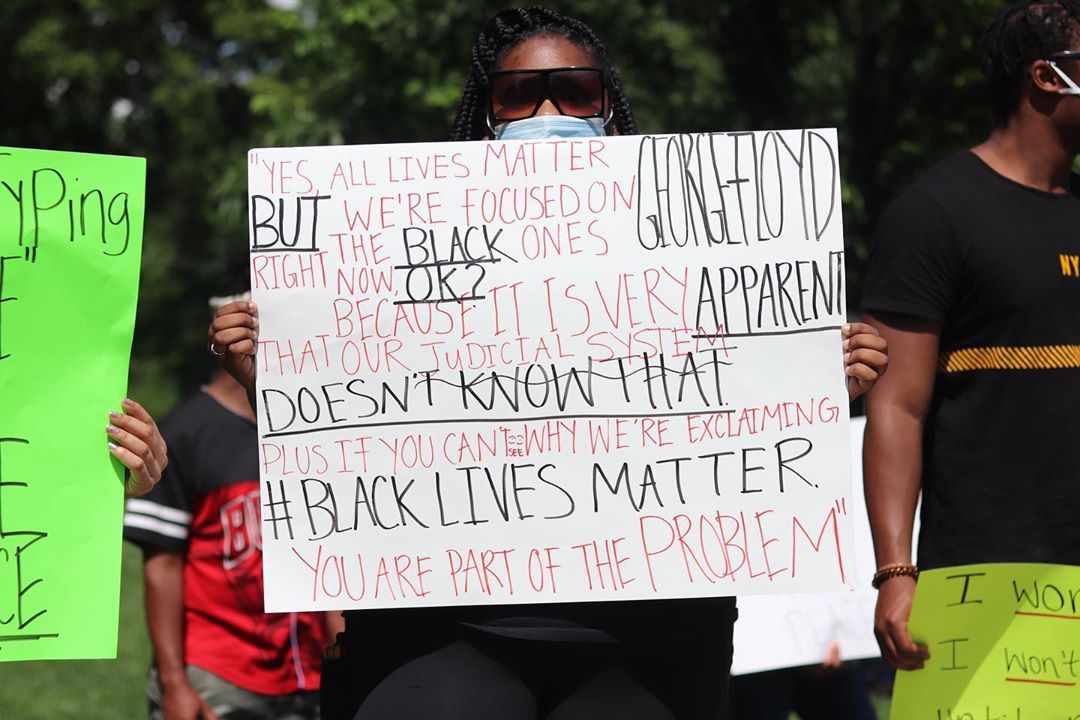 yPing
E"
"YES, ALL LIVES MATTER
BUT WE'RE FOCUSED ON
THE BLACK ONES
RIGHT NOW, OK?
GEORGE FLOYD
BECAUSE IT IS VERY APPARENT
THAT OUR JUDICIAL SYSTEM
DOESN'T KNOW THAT.
PLUS IF YOU CAN'T SEE WHY WE'RE EXCLAIMING
#BLACK LIVES MATTER.
YOU ARE PART OF THE PROBLEM"
NY
I Won
I Won't